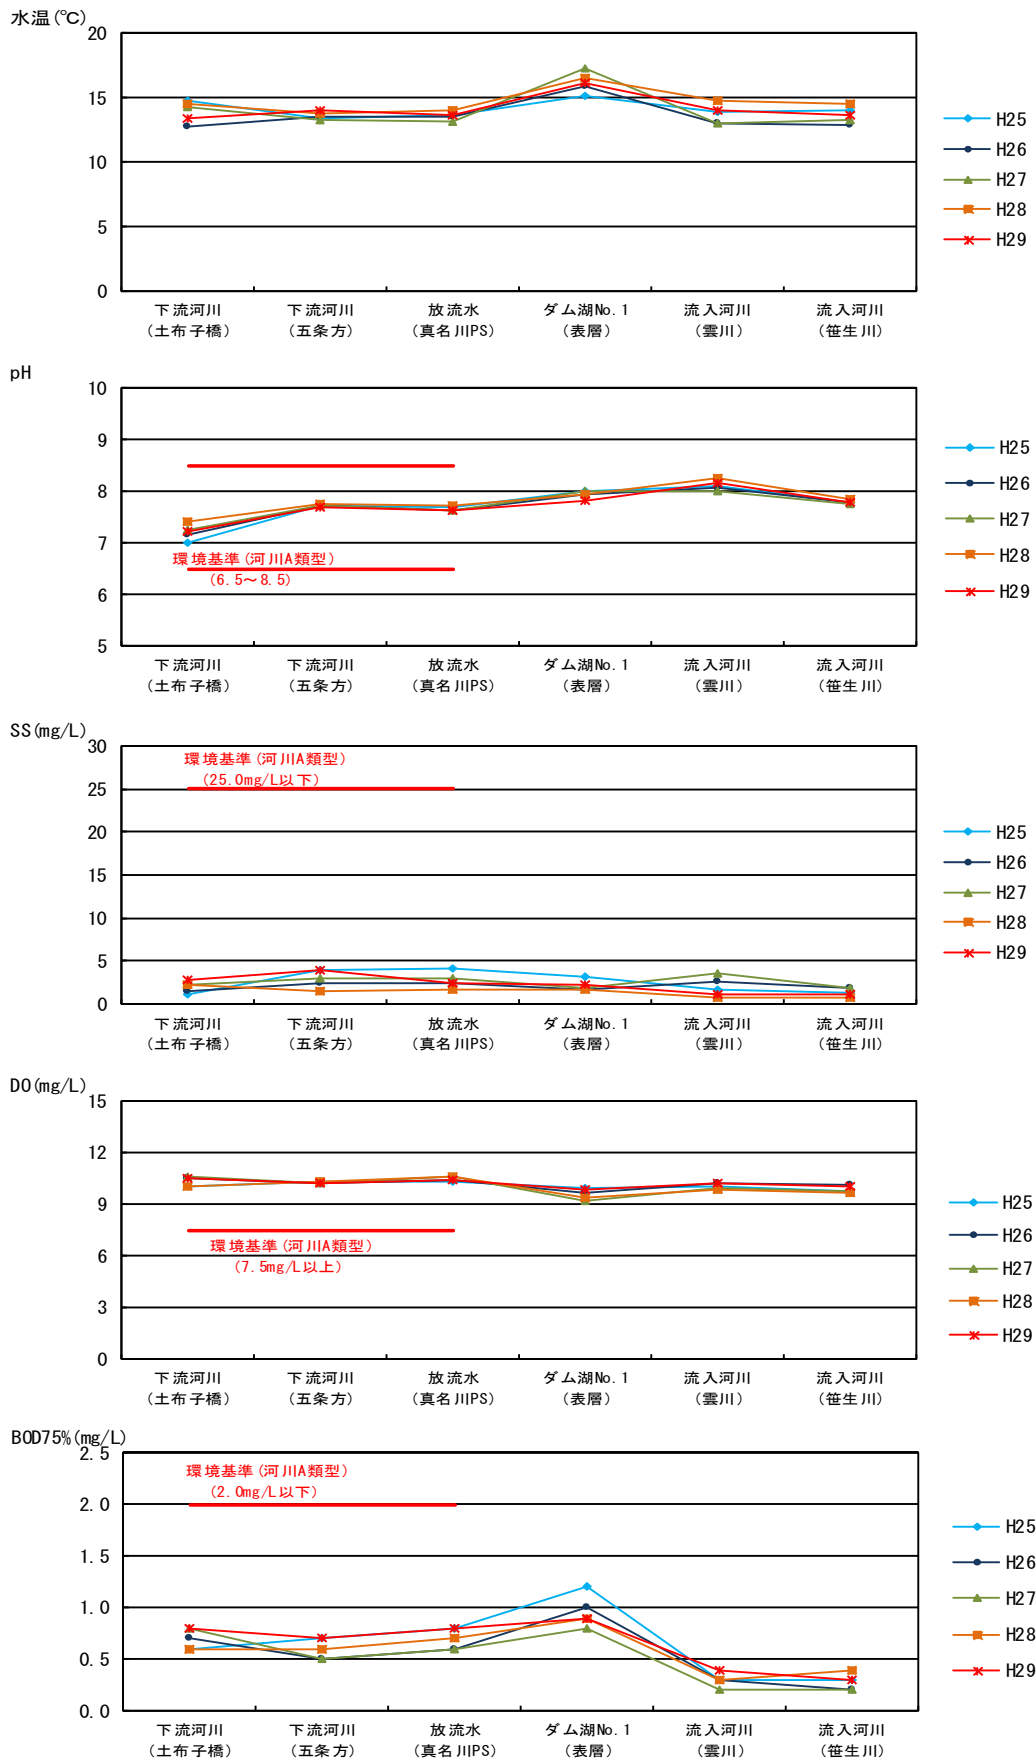 水温(℃)
20
15
10
5
0
下流河川
(土布子橋)
下流河川
(五条方)
放流水
(真名川PS)
ダム湖No.1
(表層)
流入河川
(雲川)
流入河川
(笹生川)
H25
H26
H27
H28
H29
pH
10
9
8
7
6
5
環境基準(河川A類型)
(6.5～8.5)
下流河川
(土布子橋)
下流河川
(五条方)
放流水
(真名川PS)
ダム湖No.1
(表層)
流入河川
(雲川)
流入河川
(笹生川)
H25
H26
H27
H28
H29
SS(mg/L)
30
25
20
15
10
5
0
環境基準(河川A類型)
(25.0mg/L以下)
下流河川
(土布子橋)
下流河川
(五条方)
放流水
(真名川PS)
ダム湖No.1
(表層)
流入河川
(雲川)
流入河川
(笹生川)
H25
H26
H27
H28
H29
DO(mg/L)
15
12
9
6
3
0
環境基準(河川A類型)
(7.5mg/L以上)
下流河川
(土布子橋)
下流河川
(五条方)
放流水
(真名川PS)
ダム湖No.1
(表層)
流入河川
(雲川)
流入河川
(笹生川)
H25
H26
H27
H28
H29
BOD75%(mg/L)
2.5
2.0
1.5
1.0
0.5
0.0
環境基準(河川A類型)
(2.0mg/L以下)
下流河川
(土布子橋)
下流河川
(五条方)
放流水
(真名川PS)
ダム湖No.1
(表層)
流入河川
(雲川)
流入河川
(笹生川)
H25
H26
H27
H28
H29